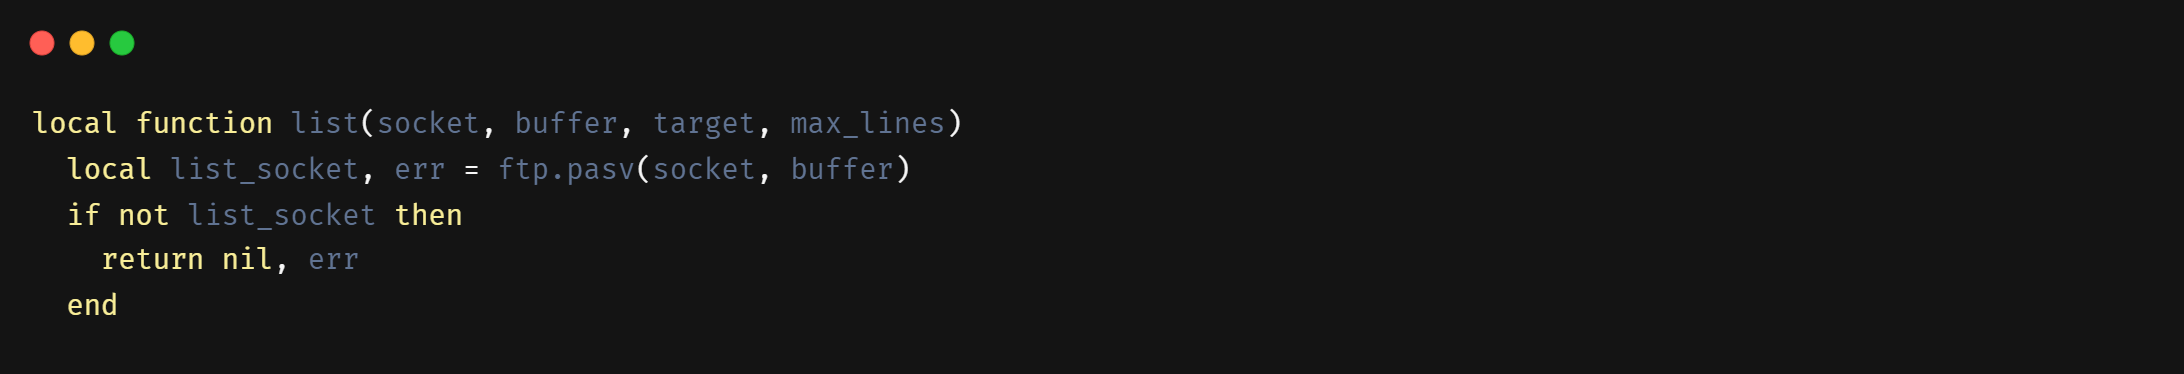 local function list(socket, buffer, target, max_lines)
  local list_socket, err = ftp.pasv(socket, buffer)
  if not list_socket then
    return nil, err
  end